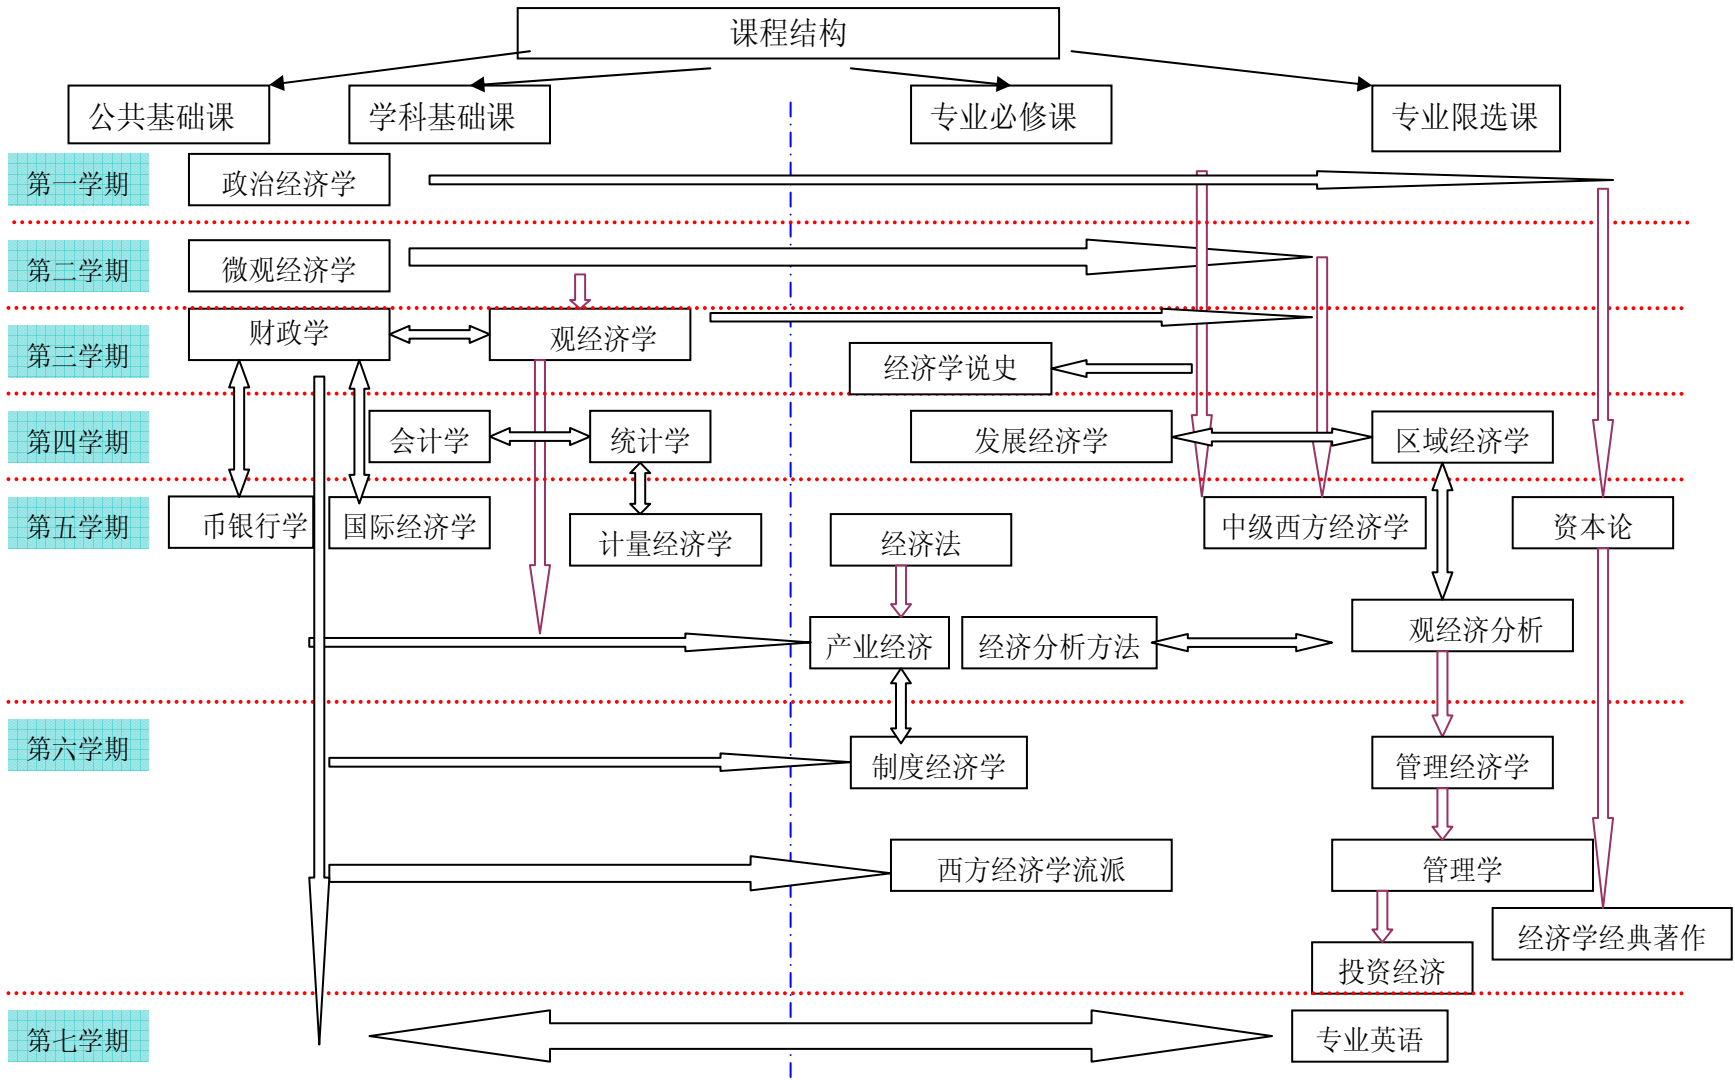 课程结构
公共基础课
学科基础课
专业必修课
专业限选课
第一学期
政治经济学
第二学期
微观经济学
第三学期
财政学
观经济学
经济学说史
第四学期
会计学
统计学
发展经济学
区域经济学
第五学期
币银行学
国际经济学
计量经济学
经济法
中级西方经济学
资本论
产业经济
经济分析方法
观经济分析
第六学期
制度经济学
管理经济学
西方经济学流派
管理学
经济学经典著作
投资经济
第七学期
专业英语